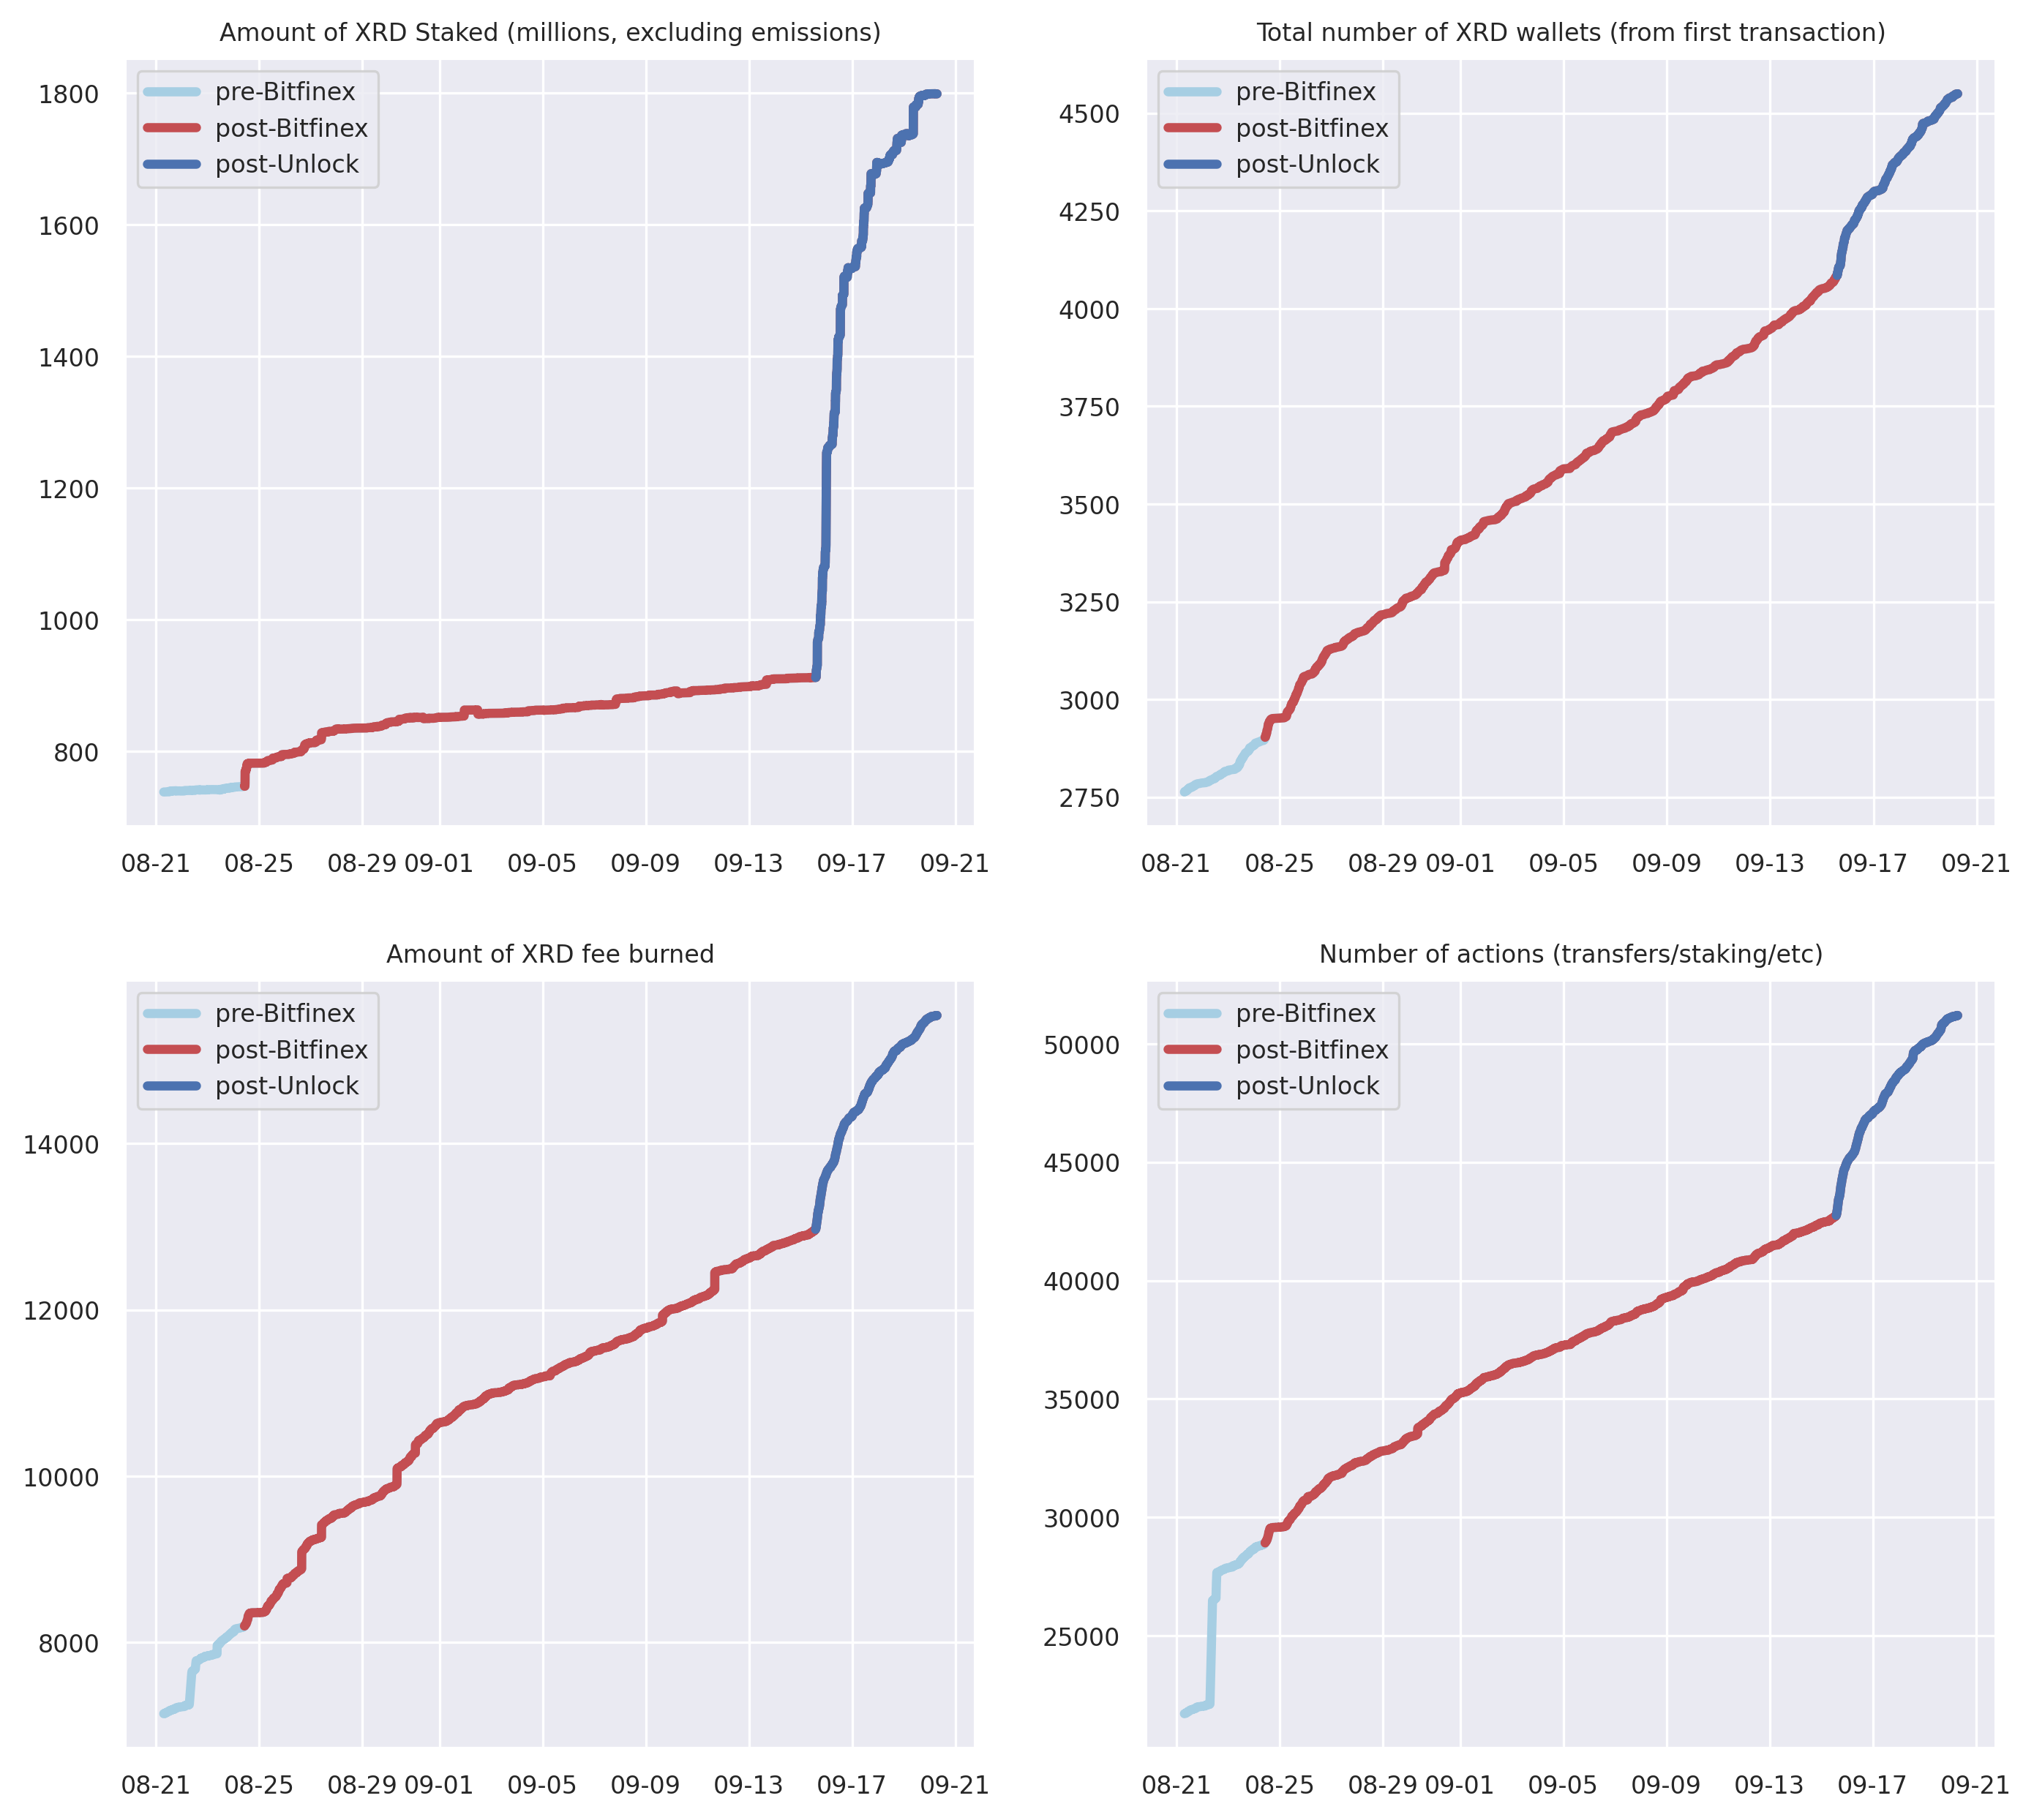 Amount of XRD Staked (millions, excluding emissions)
pre-Bitfinex
post-Bitfinex
post-Unlock
1800
1600
1400
1200
1000
800
08-21 08-25 08-29 09-01 09-05 09-09 09-13 09-17 09-21
Total number of XRD wallets (from first transaction)
pre-Bitfinex
post-Bitfinex
post-Unlock
4500
4250
4000
3750
3500
3250
3000
2750
08-21 08-25 08-29 09-01 09-05 09-09 09-13 09-17 09-21
Amount of XRD fee burned
pre-Bitfinex
post-Bitfinex
post-Unlock
14000
12000
10000
8000
08-21 08-25 08-29 09-01 09-05 09-09 09-13 09-17 09-21
Number of actions (transfers/staking/etc)
pre-Bitfinex
post-Bitfinex
post-Unlock
50000
45000
40000
35000
30000
25000
08-21 08-25 08-29 09-01 09-05 09-09 09-13 09-17 09-21